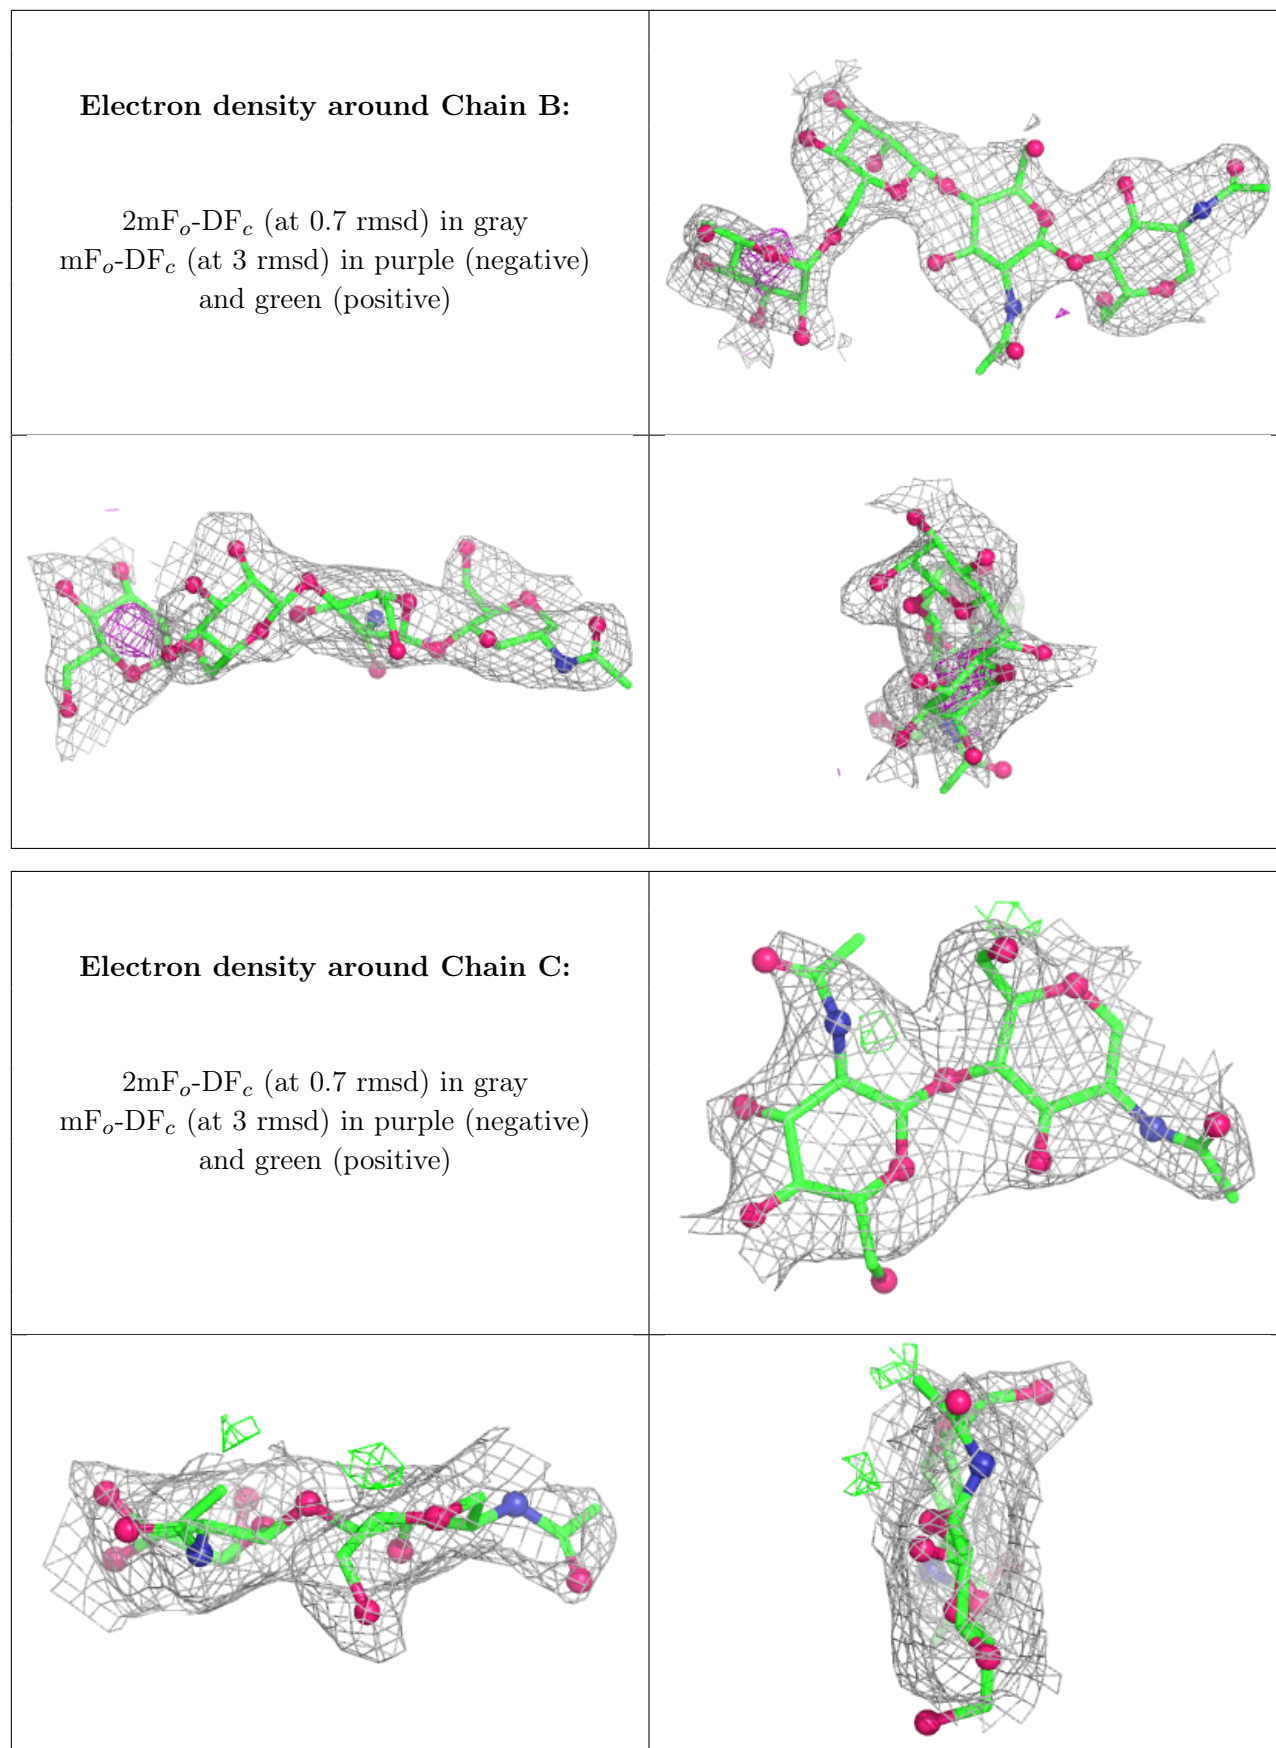 Electron density around Chain B:
2mFₒ-DF𝒸 (at 0.7 rmsd) in gray
mFₒ-DF𝒸 (at 3 rmsd) in purple (negative)
and green (positive)
Electron density around Chain C:
2mFₒ-DF𝒸 (at 0.7 rmsd) in gray
mFₒ-DF𝒸 (at 3 rmsd) in purple (negative)
and green (positive)